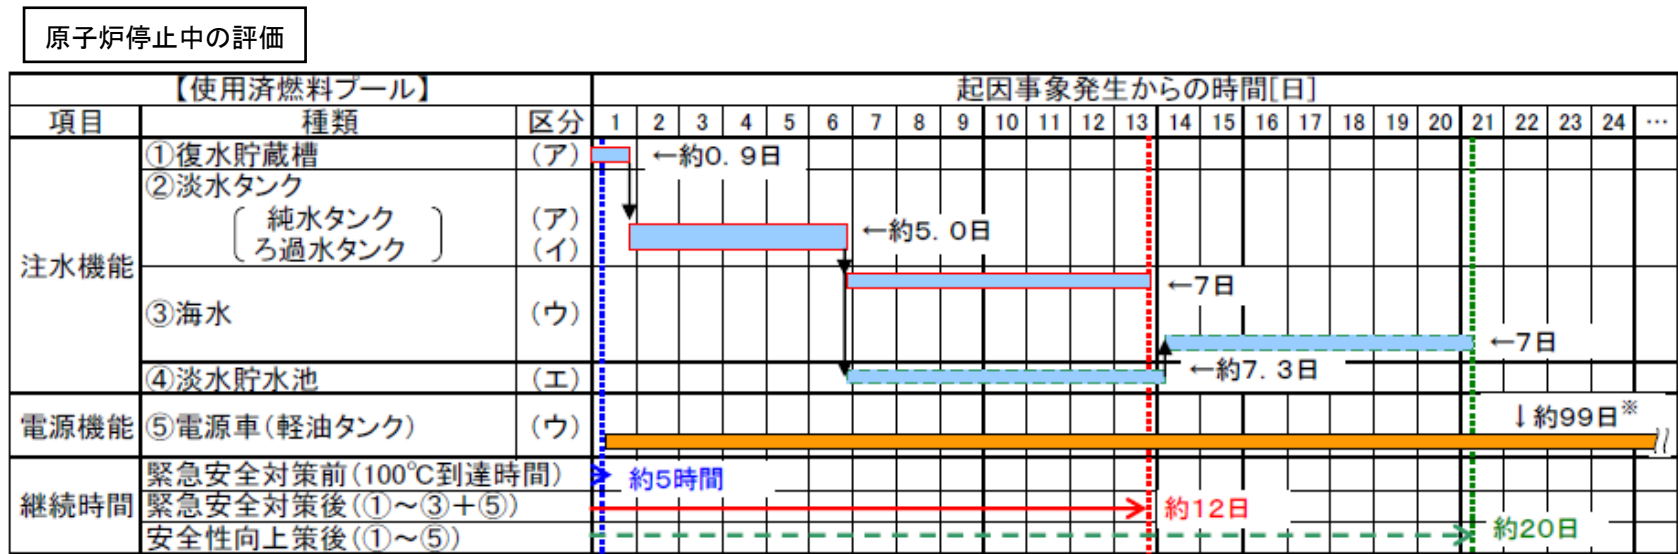 原子炉停止中の評価
【使用済燃料プール】 起因事象発生からの時間[日]
項目 種類 区分 1 2 3 4 5 6 7 8 9 10 11 12 13 14 15 16 17 18 19 20 21 22 23 24 …
注水機能
①復水貯蔵槽 (ア) ←約0.9日
②淡水タンク
純水タンク (ア)
ろ過水タンク (イ) ←約5.0日
③海水 (ウ) ←7日
←7日
④淡水貯水池 (エ) ←約7.3日
電源機能 ⑤電源車(軽油タンク) (ウ) ↓約99日※
継続時間
緊急安全対策前(100℃到達時間) 約5時間
緊急安全対策後(①～③+⑤) 約12日
安全性向上策後(①～⑤) 約20日